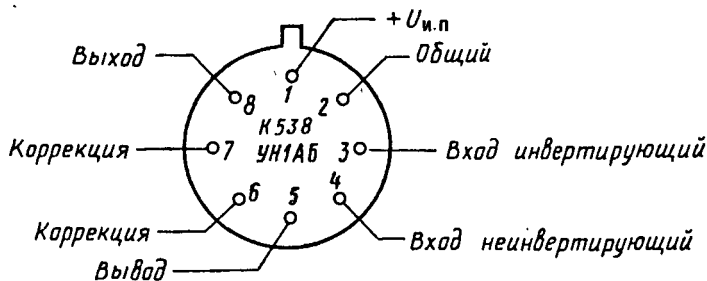 + Uи.п
Выход
Общий
1
8
2
К538
Коррекция
7
УН1АБ
3
Вход инвертирующий
6
5
4
Коррекция
Вход неинвертирующий
Вывод